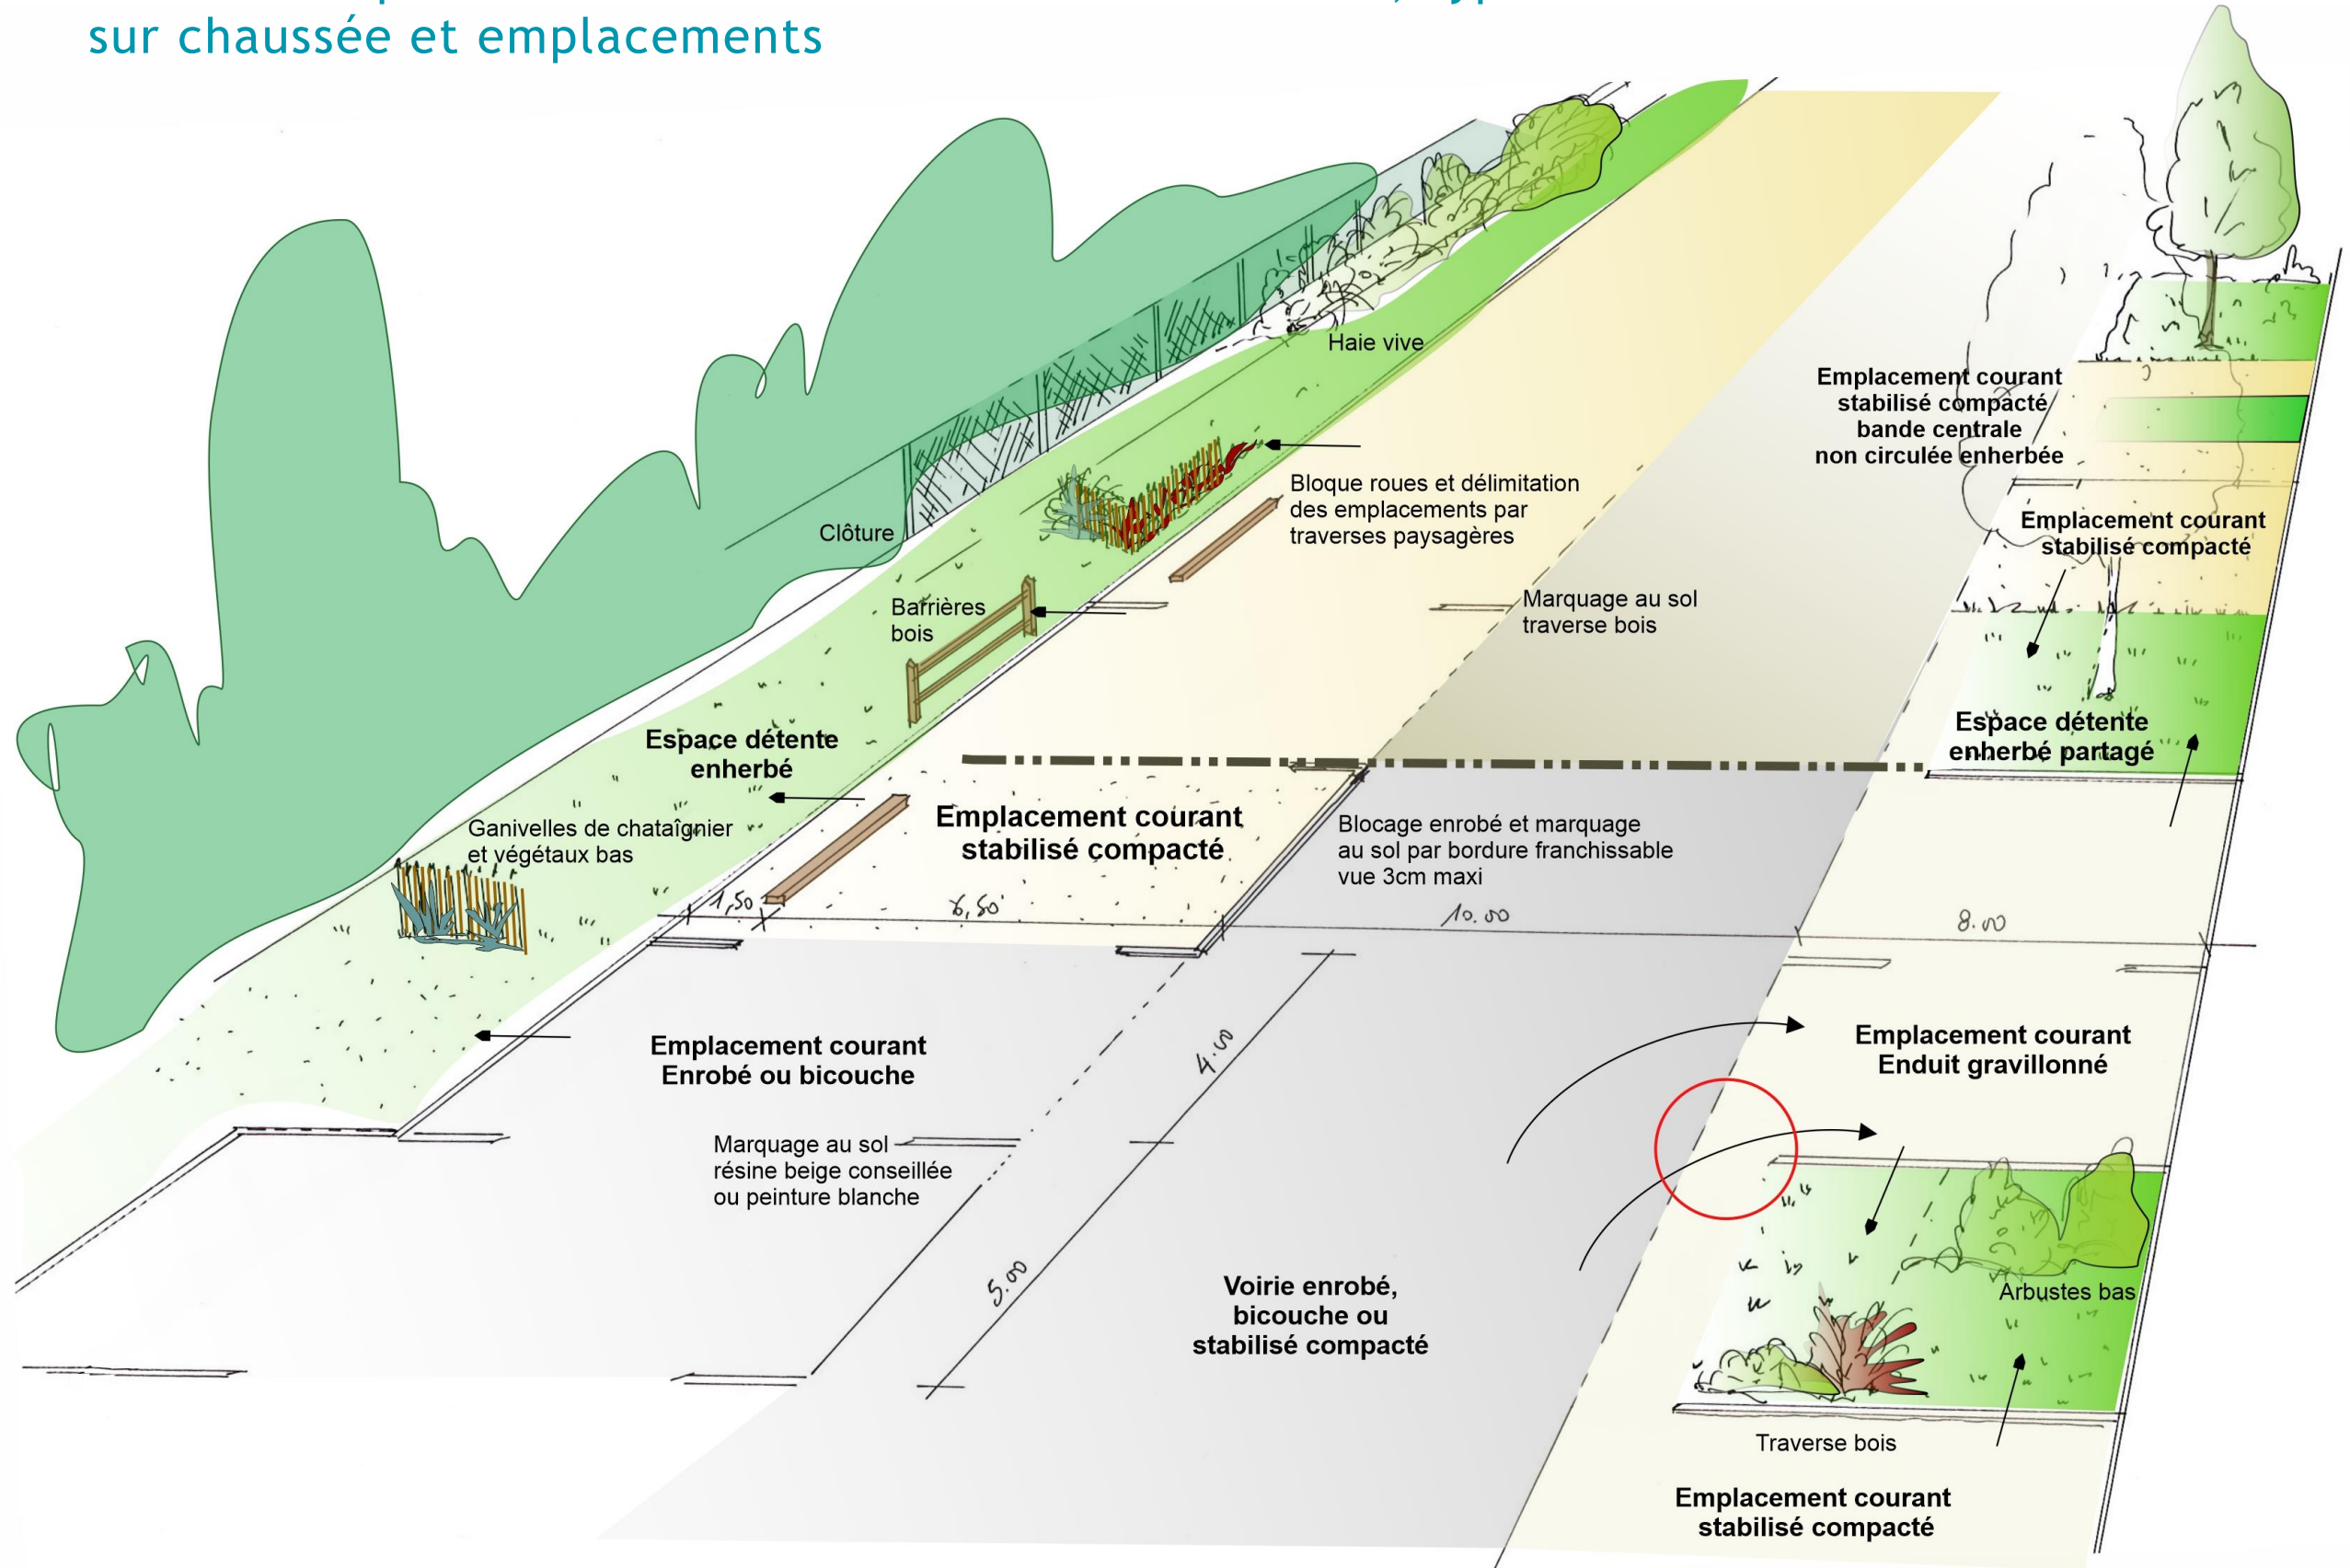 sur chaussée et emplacements
Haie vive
Emplacement courant
stabilisé compacté
bande centrale
non circulée enherbée
Bloque roues et délimitation
des emplacements par
traverses paysagères
Clôture
Emplacement courant
stabilisé compacté
Barrières
bois
Marquage au sol
traverse bois
Espace détente
enherbé
Espace détente
enherbé partagé
Ganivelles de chataîgnier
et végétaux bas
Emplacement courant
stabilisé compacté
Blocage enrobé et marquage
au sol par bordure franchissable
vue 3cm maxi
1,50
6,50
10.00
8.00
Emplacement courant
Enrobé ou bicouche
4.00
Emplacement courant
Enduit gravillonné
Marquage au sol
résine beige conseillée
ou peinture blanche
5.00
Voirie enrobé,
bicouche ou
stabilisé compacté
Arbustes bas
Traverse bois
Emplacement courant
stabilisé compacté